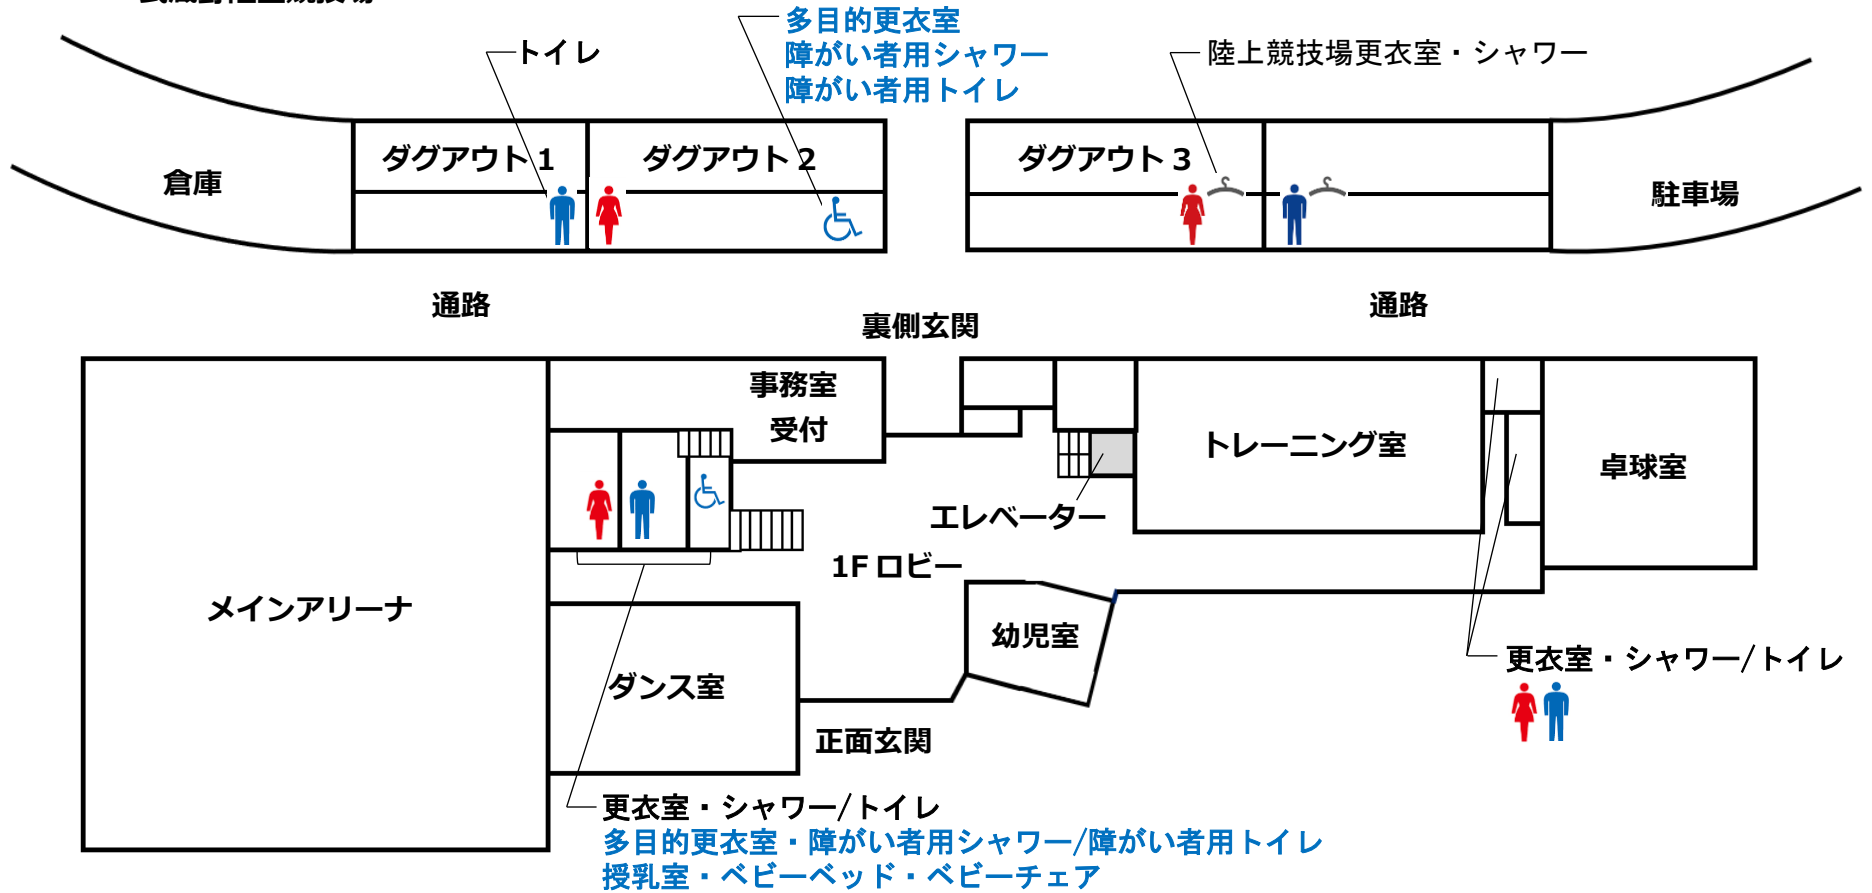 多目的更衣室
障がい者用シャワー
障がい者用トイレ
トイレ
陸上競技場更衣室・シャワー
ダグアウト1
ダグアウト2
ダグアウト3
倉庫
駐車場
通路
通路
裏側玄関
事務室
受付
トレーニング室
卓球室
エレベーター
1Fロビー
メインアリーナ
幼児室
ダンス室
正面玄関
更衣室・シャワー/トイレ
更衣室・シャワー/トイレ
多目的更衣室・障がい者用シャワー/障がい者用トイレ
授乳室・ベビーベッド・ベビーチェア